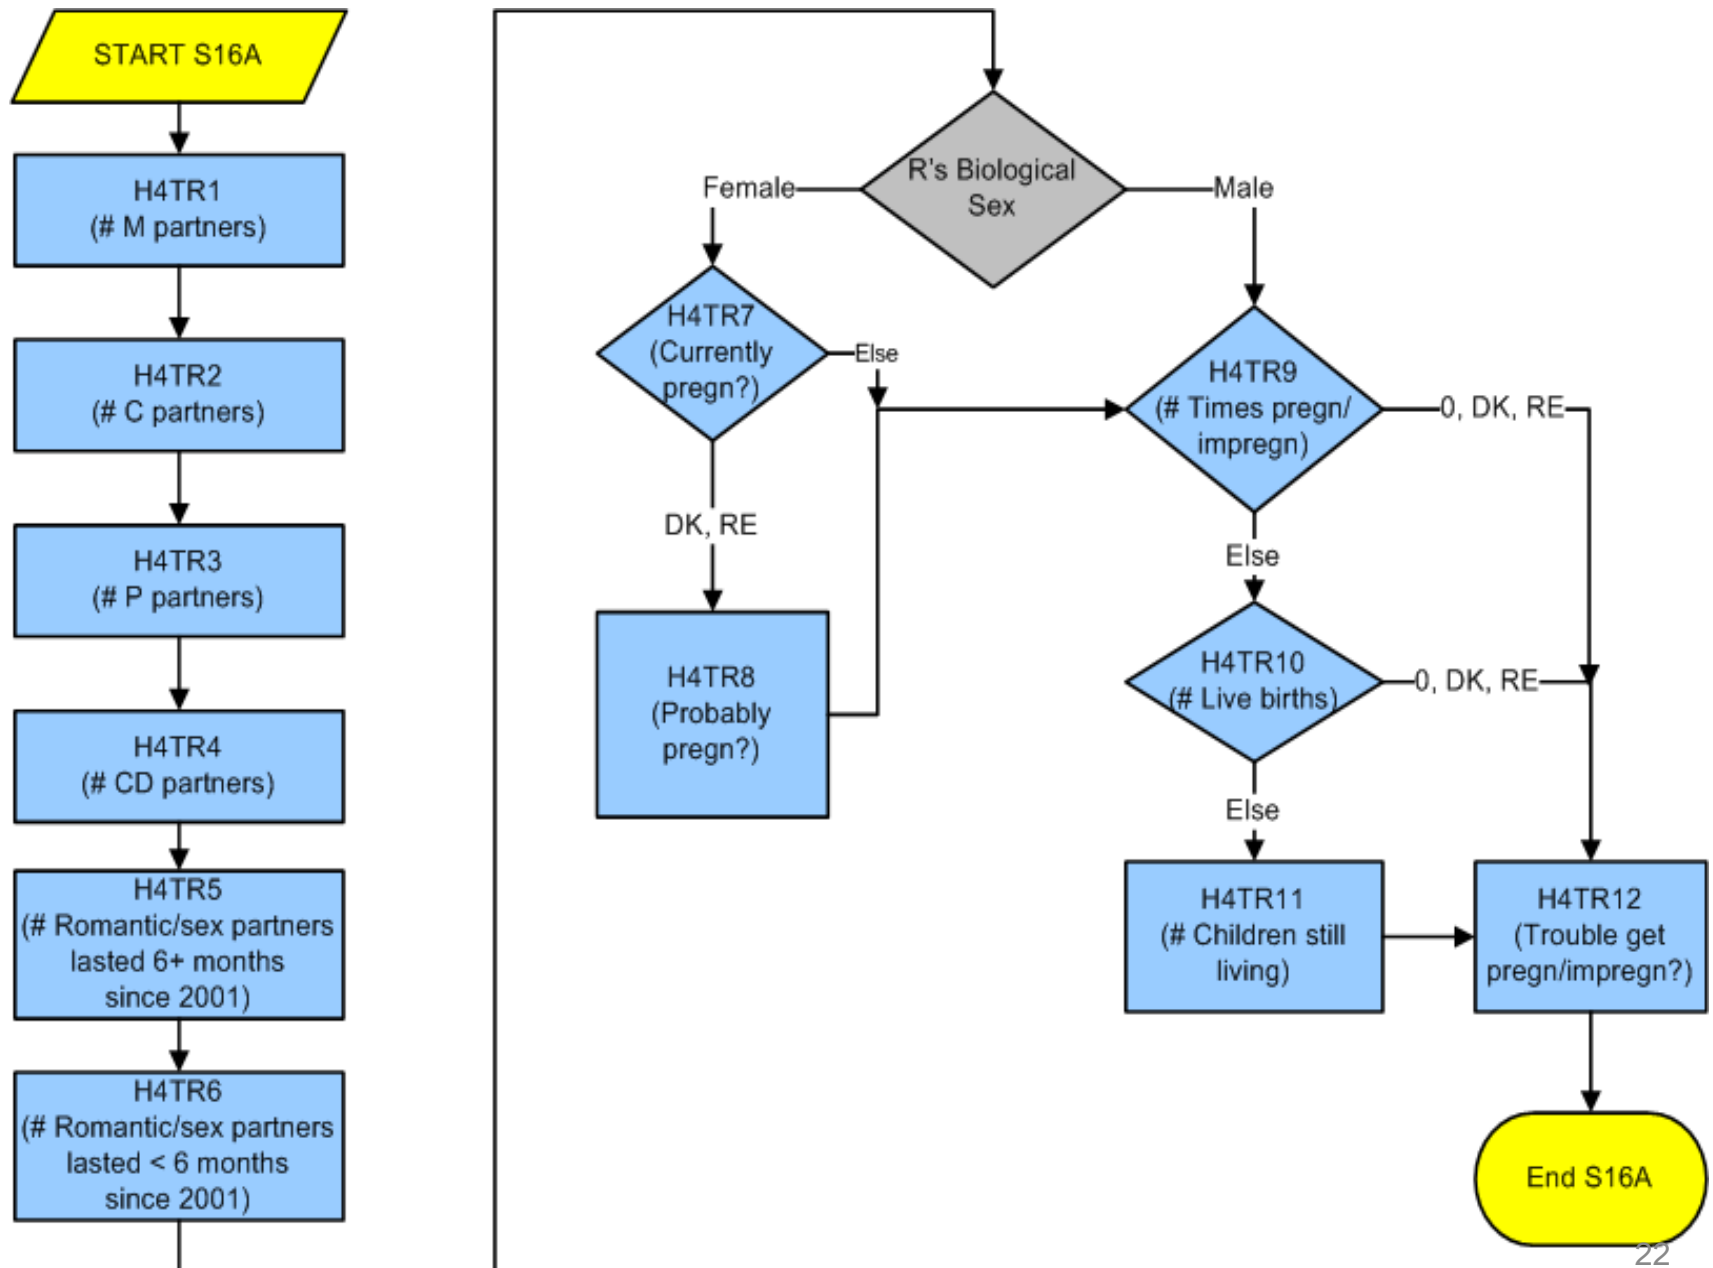 START S16A
H4TR1
(# M partners)
H4TR2
(# C partners)
H4TR3
(# P partners)
H4TR4
(# CD partners)
H4TR5
(# Romantic/sex partners
lasted 6+ months
since 2001)
H4TR6
(# Romantic/sex partners
lasted < 6 months
since 2001)
R's Biological
Sex
Female
Male
H4TR7
(Currently
pregn?)
Else
DK, RE
H4TR8
(Probably
pregn?)
H4TR9
(# Times pregn/
impregn)
0, DK, RE
Else
H4TR10
(# Live births)
0, DK, RE
Else
H4TR11
(# Children still
living)
H4TR12
(Trouble get
pregn/impregn?)
End S16A
22